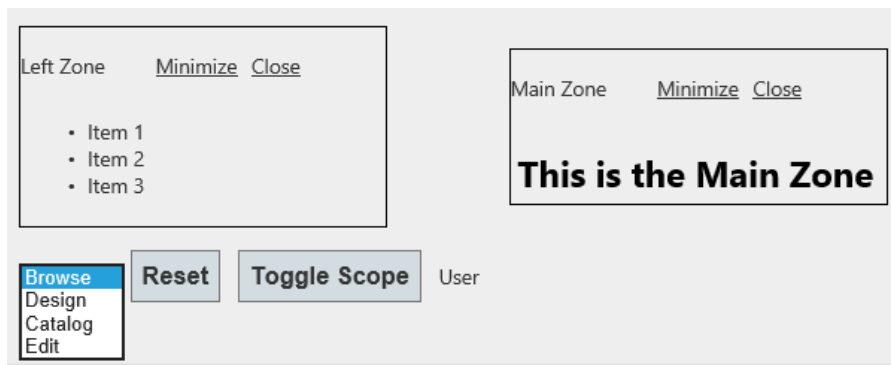 Left Zone Minimize Close
• Item 1
• Item 2
• Item 3
Main Zone Minimize Close
This is the Main Zone
Browse
Design
Catalog
Edit
Reset
Toggle Scope
User